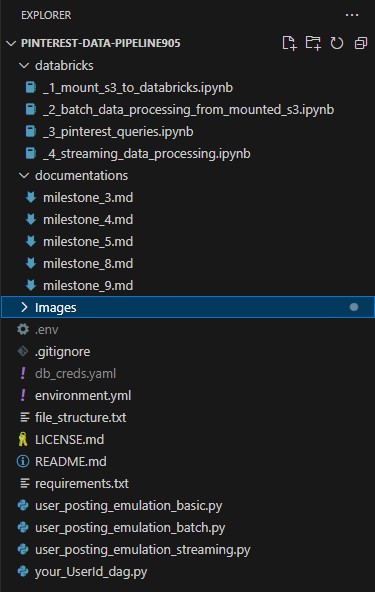 EXPLORER
PINTEREST-DATA-PIPELINE905
databricks
_1_mount_s3_to_databricks.ipynb
_2_batch_data_processing_from_mounted_s3.ipynb
_3_pinterest_queries.ipynb
_4_streaming_data_processing.ipynb
documentations
milestone_3.md
milestone_4.md
milestone_5.md
milestone_8.md
milestone_9.md
Images
.env
.gitignore
db_creds.yaml
environment.yml
file_structure.txt
LICENSE.md
README.md
requirements.txt
user_posting_emulation_basic.py
user_posting_emulation_batch.py
user_posting_emulation_streaming.py
your_UserId_dag.py